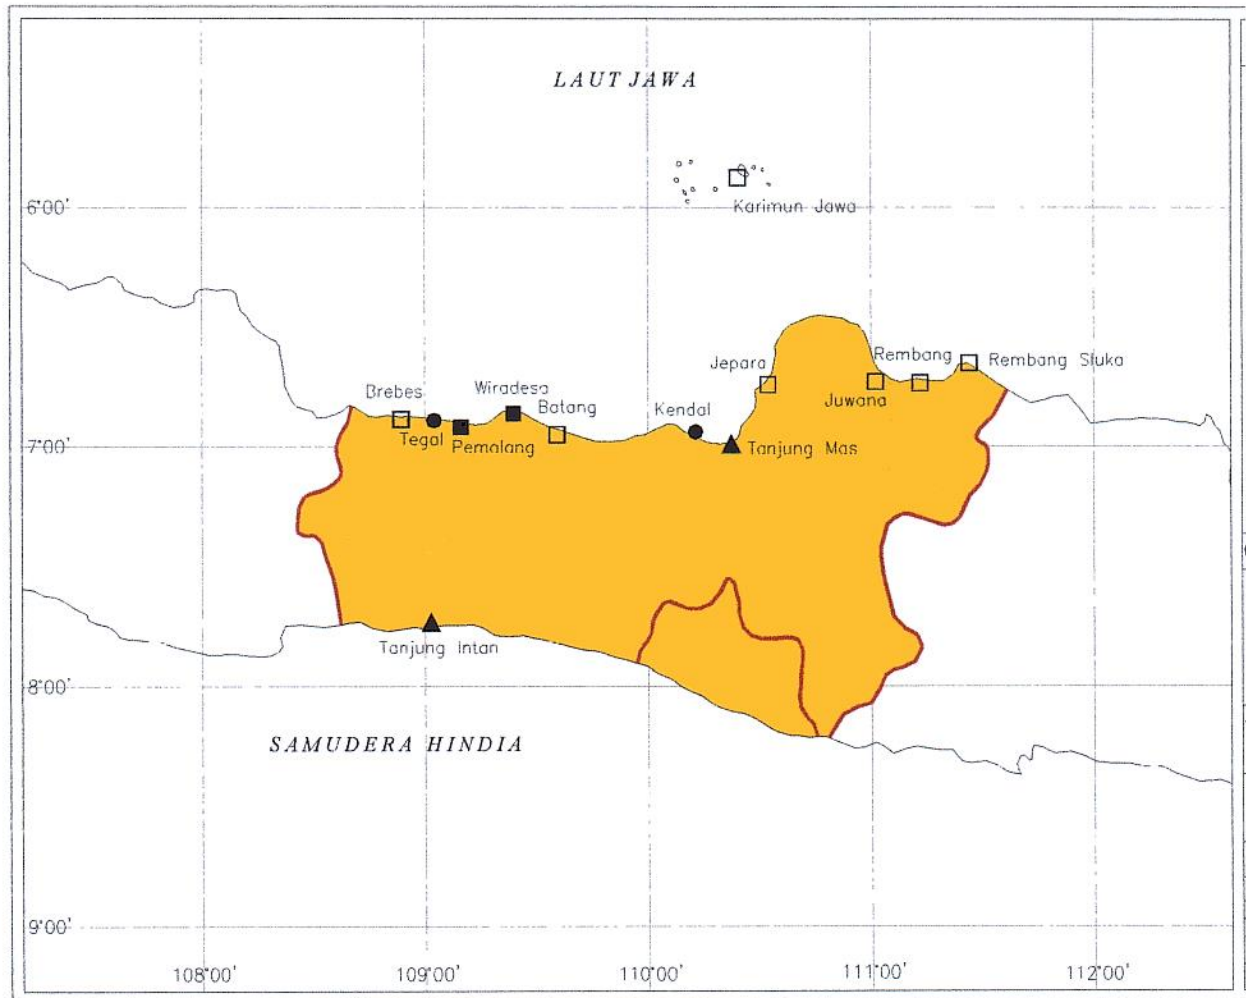 LAUT JAWA
Karimun Jawa
6°00'
Jepara
Rembang
Rembang Sluka
Brebes
Wiradesa
Batang
Kendal
Juwana
Tegal
Pemalang
Tanjung Mas
7°00'
Tanjung Intan
8°00'
SAMUDERA HINDIA
9°00'
108°00'
109°00'
110°00'
111°00'
112°00'